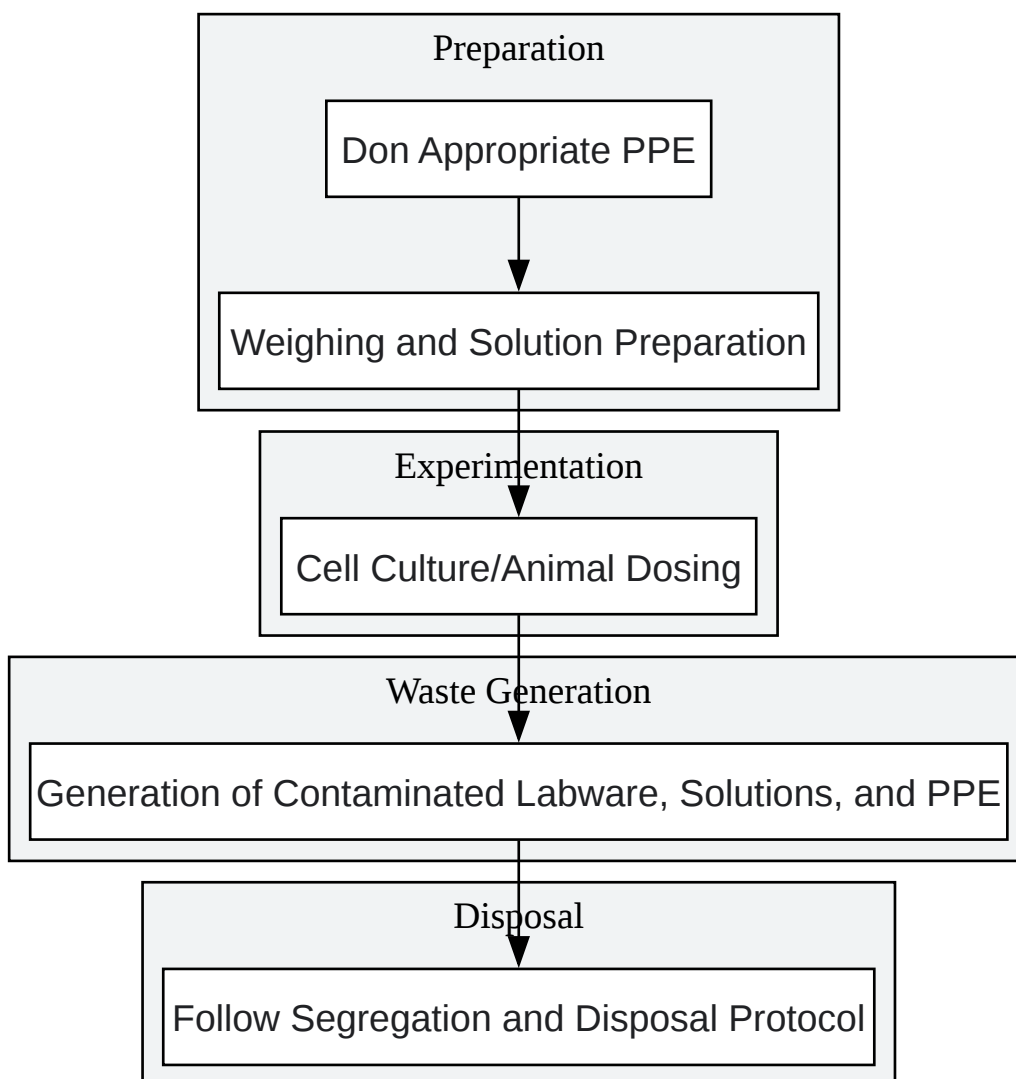 Preparation
Don Appropriate PPE
Weighing and Solution Preparation
Experimentation
Cell Culture/Animal Dosing
Waste Generation
Generation of Contaminated Labware, Solutions, and PPE
Disposal
Follow Segregation and Disposal Protocol